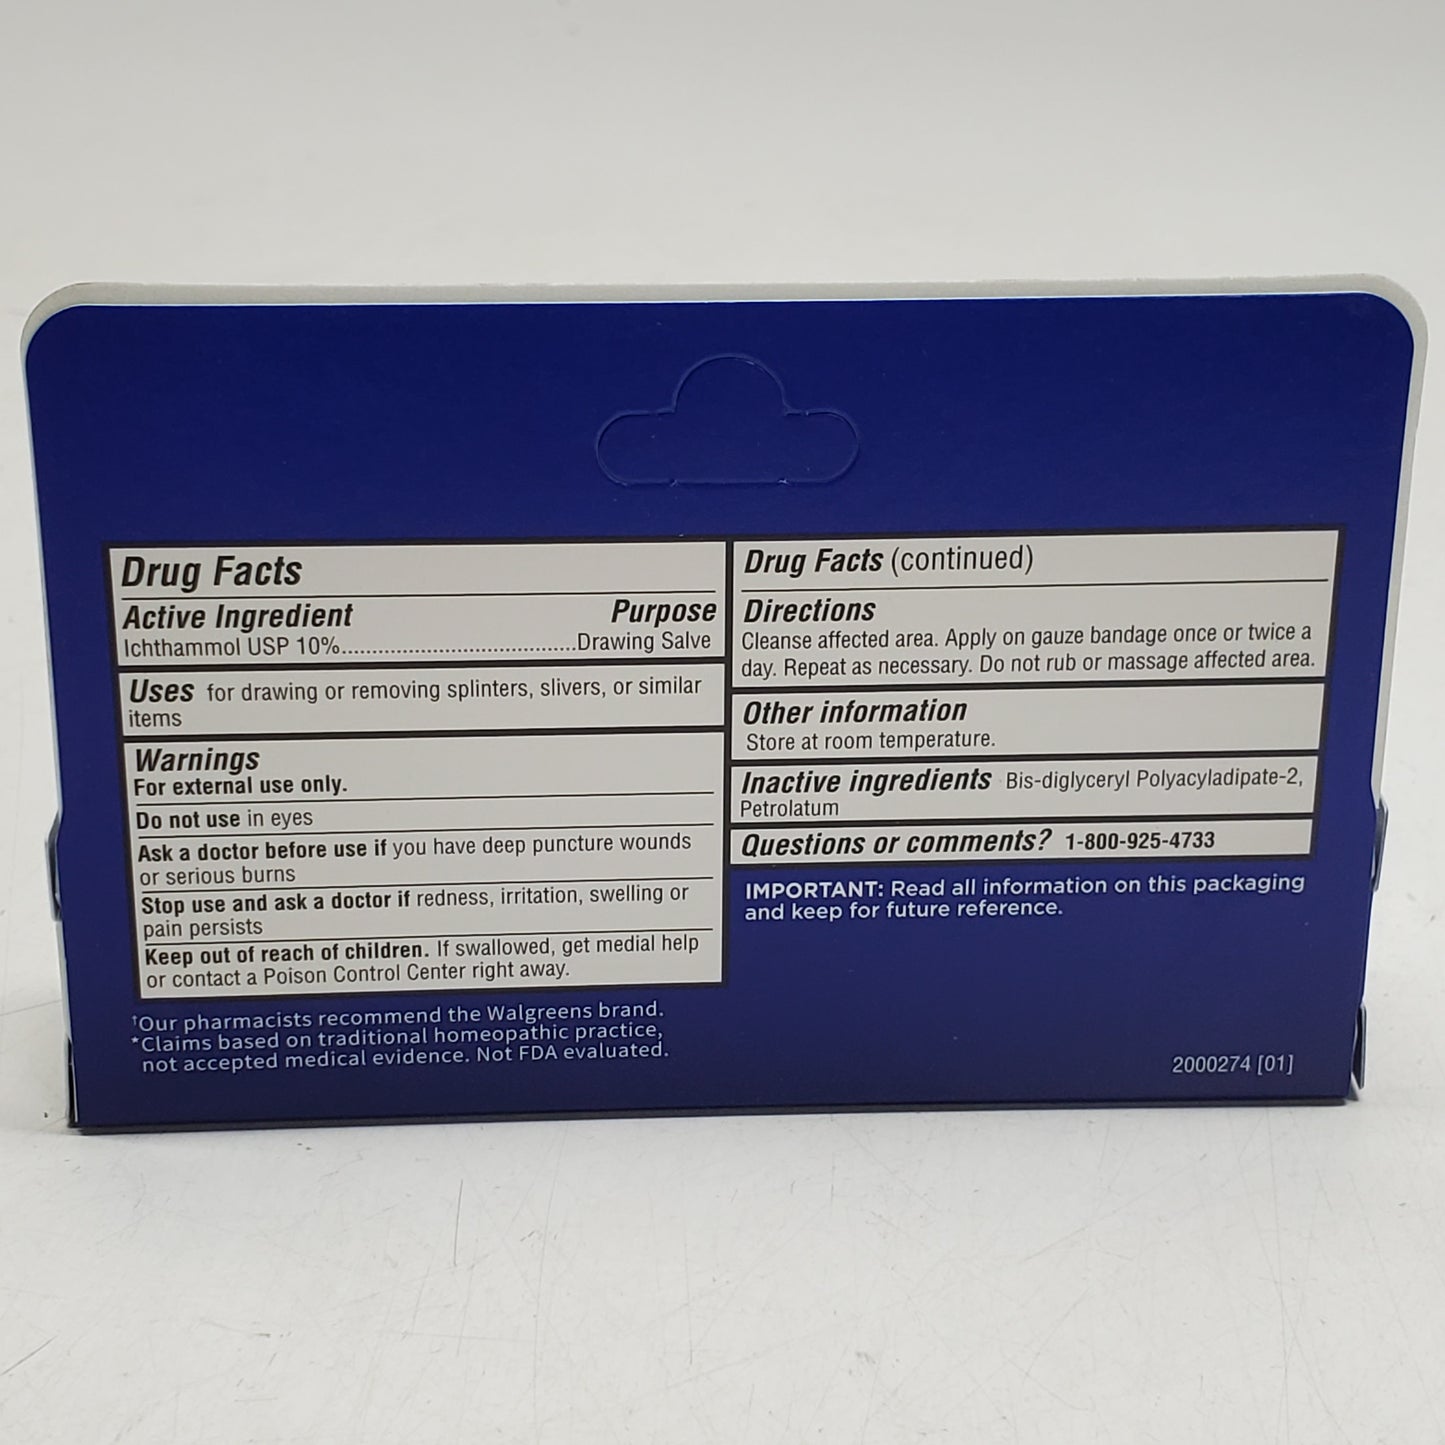 Drug Facts
Active Ingredient Purpose
Ichthammol USP 10%.......................................Drawing Salve
Uses for drawing or removing splinters, slivers, or similar
items
Warnings
For external use only.
Do not use in eyes
Ask a doctor before use if you have deep puncture wounds
or serious burns
Stop use and ask a doctor if redness, irritation, swelling or
pain persists
Keep out of reach of children. If swallowed, get medial help
or contact a Poison Control Center right away.
†Our pharmacists recommend the Walgreens brand.
*Claims based on traditional homeopathic practice,
not accepted medical evidence. Not FDA evaluated.
Drug Facts (continued)
Directions
Cleanse affected area. Apply on gauze bandage once or twice a
day. Repeat as necessary. Do not rub or massage affected area.
Other information
Store at room temperature.
Inactive ingredients Bis-diglyceryl Polyacyladipate-2,
Petrolatum
Questions or comments? 1-800-925-4733
IMPORTANT: Read all information on this packaging
and keep for future reference.
2000274 [01]